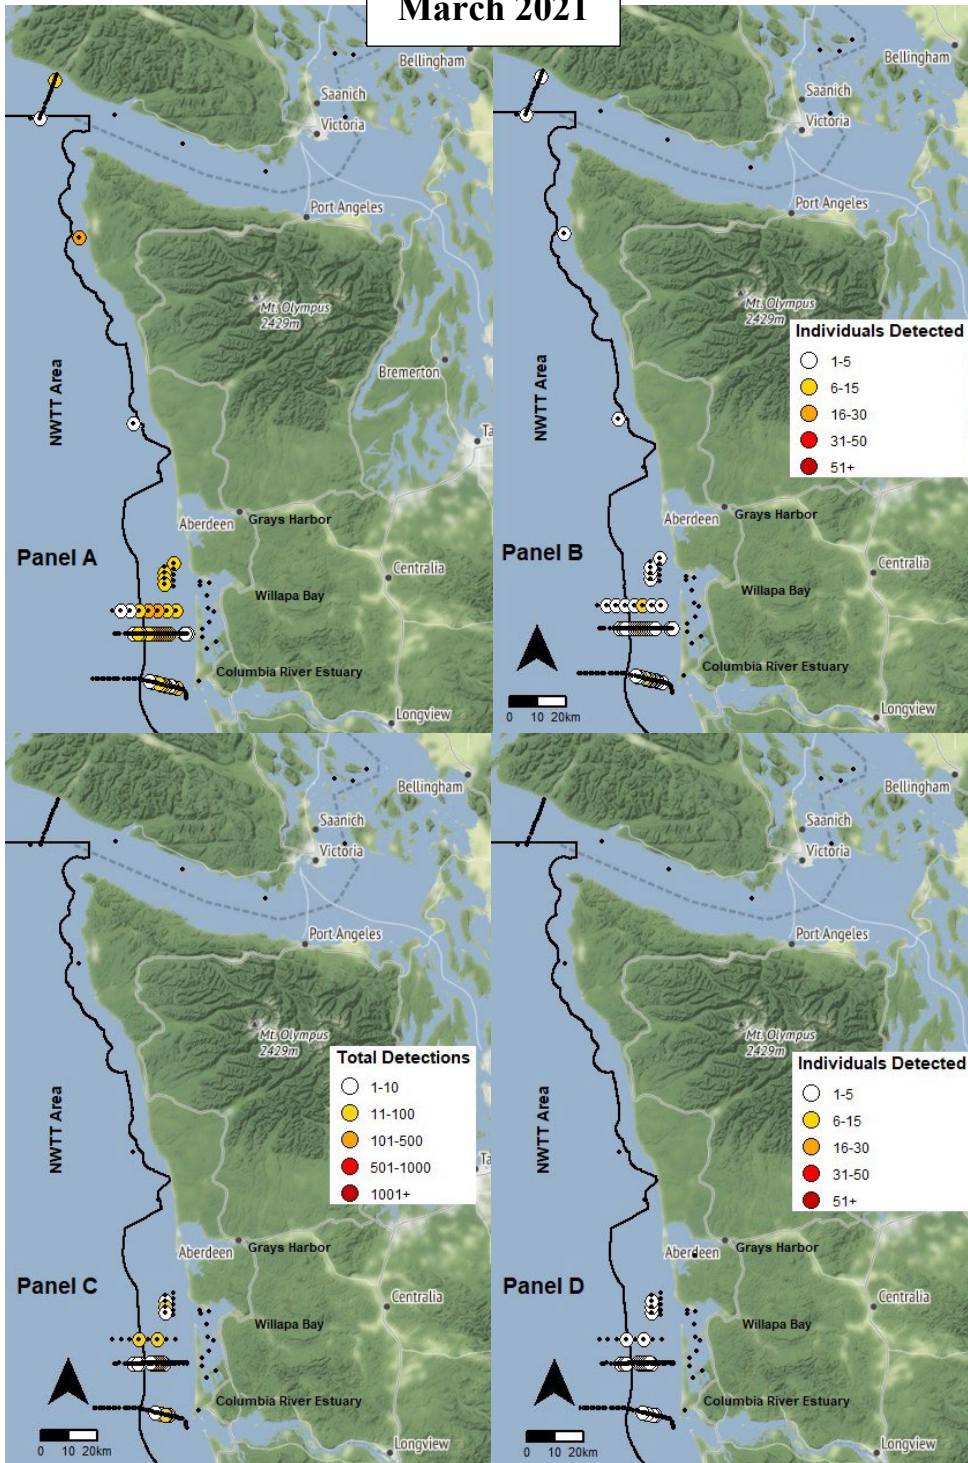 March 2021
Bellingham
Saanich
Victoria
Port Angeles
Mt. Olympus
2429m
Bremerton
Ta
NWTT Area
Aberdeen
Grays Harbor
Panel A
Centralia
Willapa Bay
Columbia River Estuary
Longview
Bellingham
Saanich
Victoria
Port Angeles
Mt. Olympus
2429m
Individuals Detected
1-5
6-15
16-30
31-50
51+
NWTT Area
Aberdeen
Grays Harbor
Panel B
Centralia
Willapa Bay
Columbia River Estuary
0 10 20km
Longview
Bellingham
Saanich
Victoria
Port Angeles
Mt. Olympus
2429m
Total Detections
1-10
11-100
101-500
501-1000
1001+
Ta
NWTT Area
Aberdeen
Grays Harbor
Panel C
Centralia
Willapa Bay
Columbia River Estuary
0 10 20km
Longview
Bellingham
Saanich
Victoria
Port Angeles
Mt. Olympus
2429m
Individuals Detected
1-5
6-15
16-30
31-50
51+
NWTT Area
Aberdeen
Grays Harbor
Panel D
Centralia
Willapa Bay
Columbia River Estuary
0 10 20km
Longview